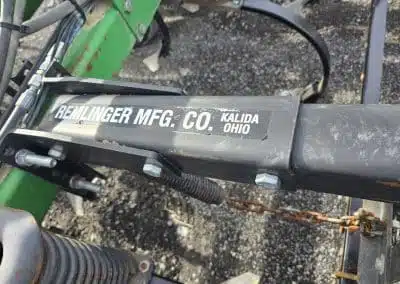 REMLINGER MFG. CO. KALIDA
OHIO